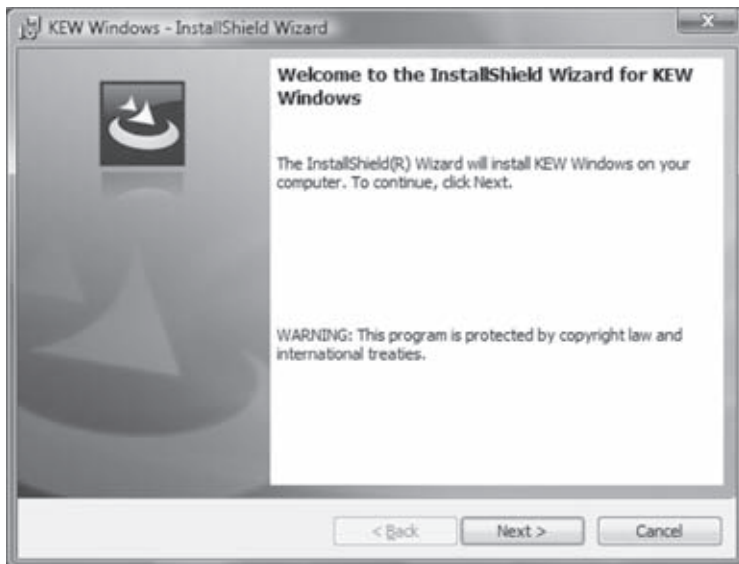 KEW Windows - InstallShield Wizard
Welcome to the InstallShield Wizard for KEW
Windows
The InstallShield(R) Wizard will install KEW Windows on your
computer. To continue, click Next.
WARNING: This program is protected by copyright law and
international treaties.
< Back
Next >
Cancel